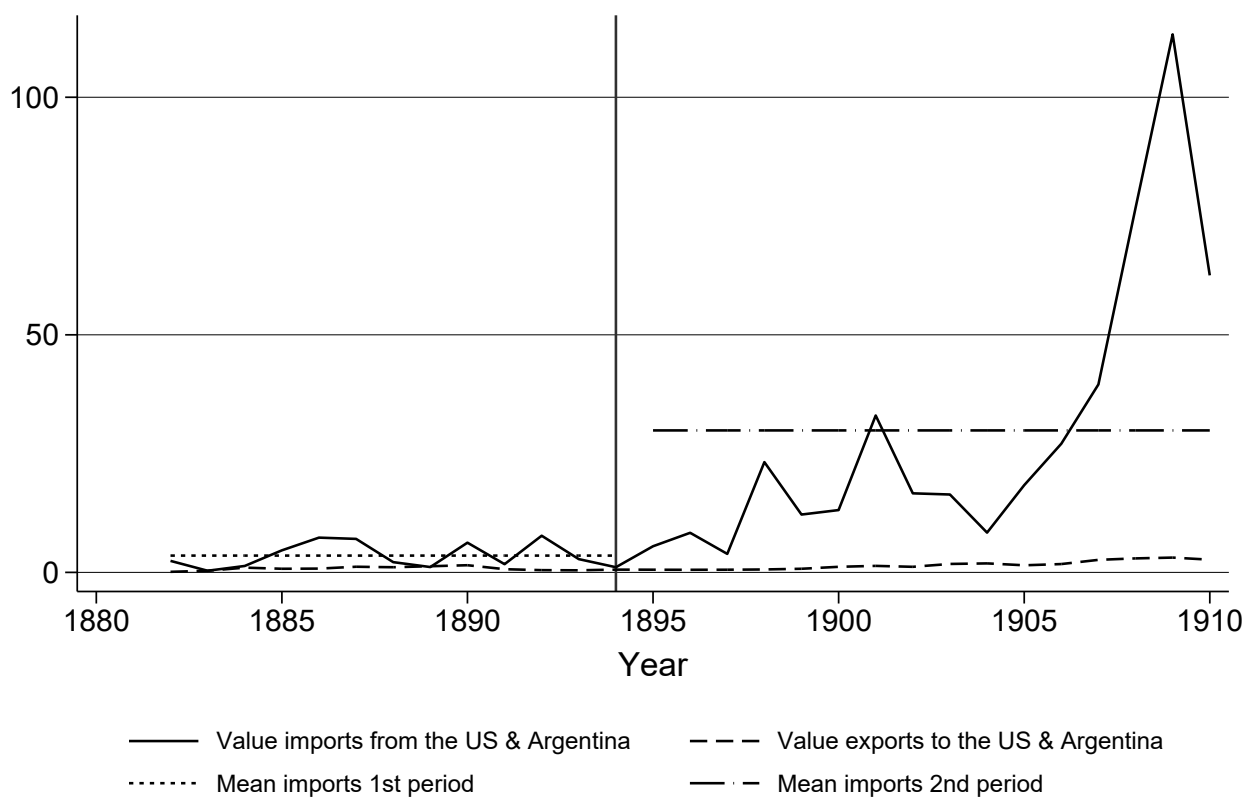 100
50
0
1880 1885 1890 1895 1900 1905 1910
Year
Value imports from the US & Argentina Value exports to the US & Argentina
Mean imports 1st period Mean imports 2nd period